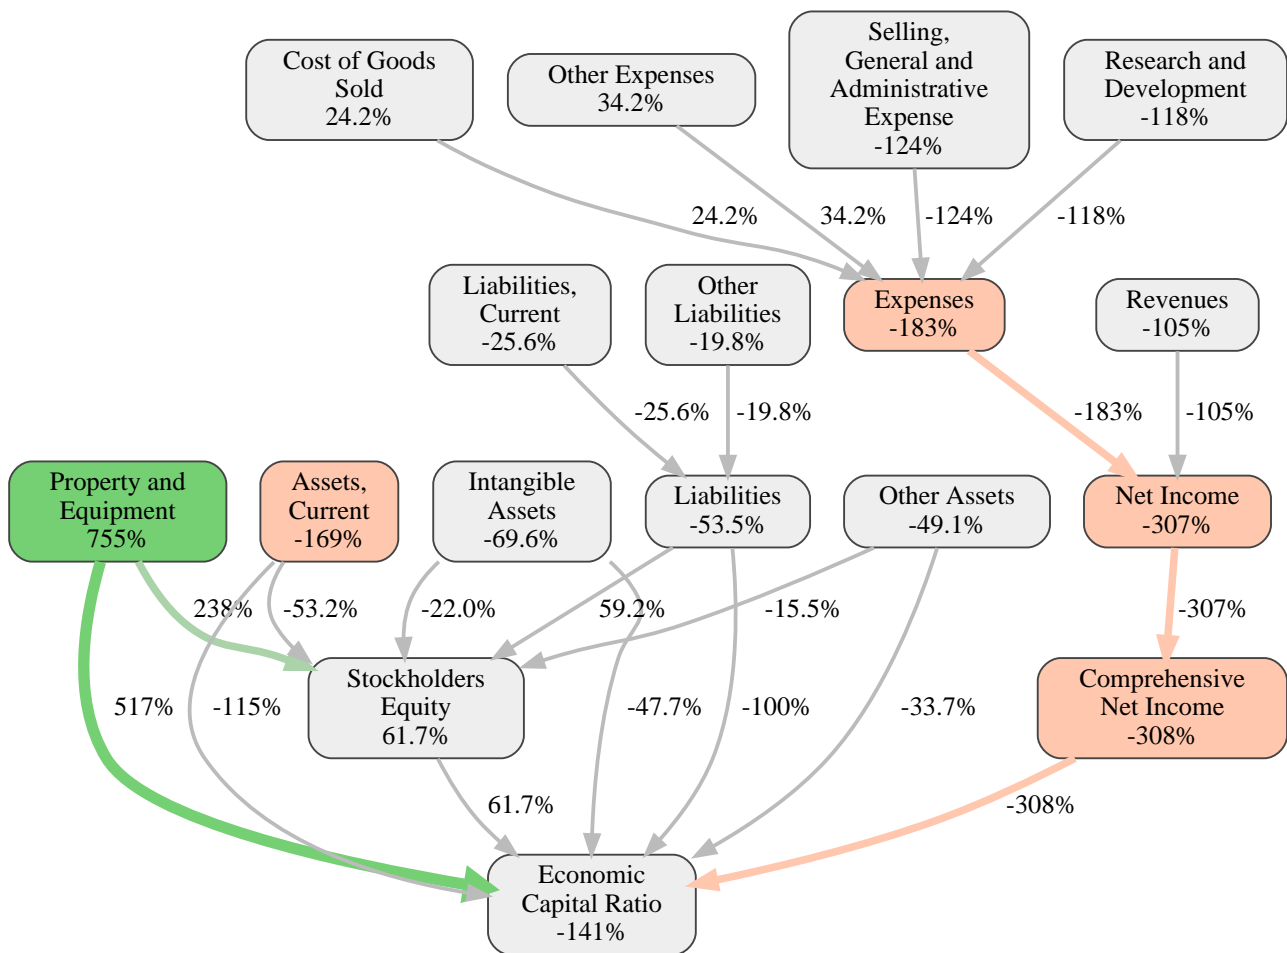 Cost of Goods
Sold
24.2%
Other Expenses
34.2%
Selling,
General and
Administrative
Expense
-124%
Research and
Development
-118%
24.2%
34.2%
-124%
-118%
Liabilities,
Current
-25.6%
Other
Liabilities
-19.8%
Expenses
-183%
Revenues
-105%
-25.6%
-19.8%
-183%
-105%
Property and
Equipment
755%
Assets,
Current
-169%
Intangible
Assets
-69.6%
Liabilities
-53.5%
Other Assets
-49.1%
Net Income
-307%
238%
-53.2%
-22.0%
59.2%
-15.5%
-307%
Stockholders
Equity
61.7%
Comprehensive
Net Income
-308%
517%
-115%
-47.7%
-100%
-33.7%
61.7%
-308%
Economic
Capital Ratio
-141%